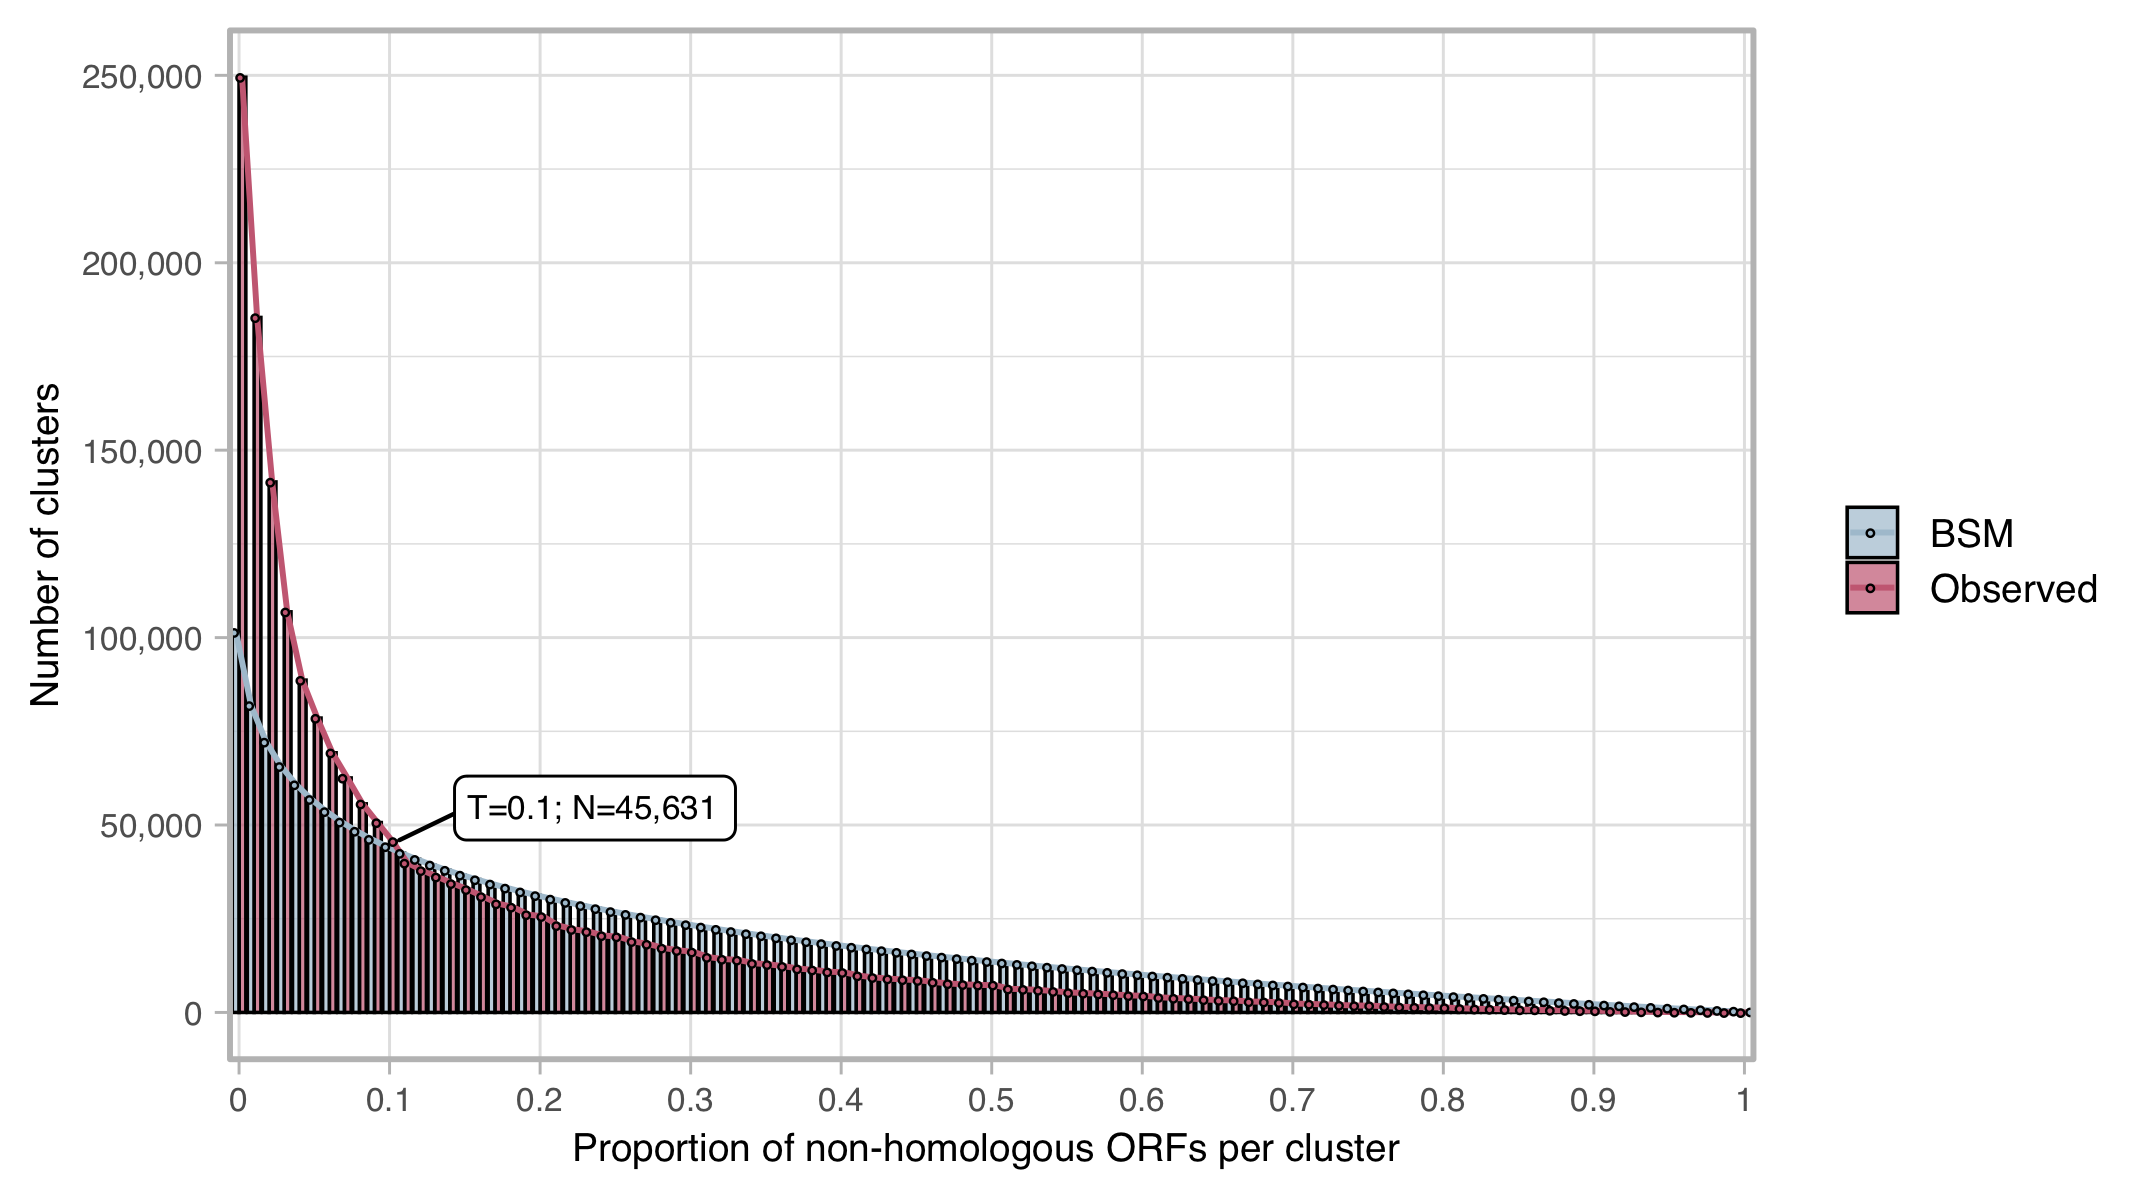 250,000
200,000
150,000
100,000
50,000
0
Number of clusters
T=0.1; N=45,631
0 0.1 0.2 0.3 0.4 0.5 0.6 0.7 0.8 0.9 1
Proportion of non-homologous ORFs per cluster
BSM
Observed